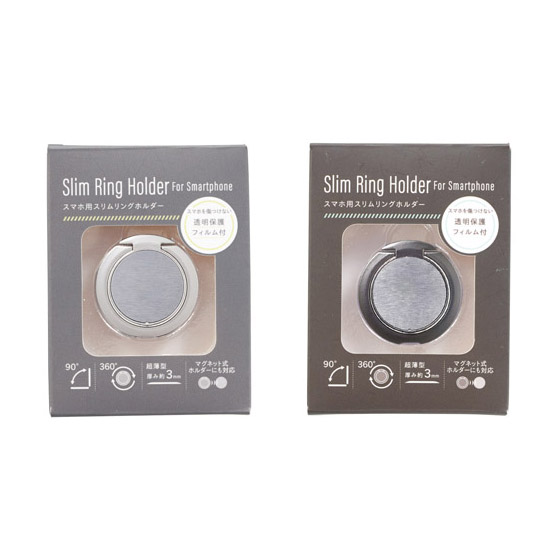 Slim Ring Holder For Smartphone
スマホ用スリムリングホルダー
スマホを傷つけない
透明保護
フィルム付
90°
360°
超薄型
厚み約3mm
マグネット式
ホルダーにも対応
Slim Ring Holder For Smartphone
スマホ用スリムリングホルダー
スマホを傷つけない
透明保護
フィルム付
90°
360°
超薄型
厚み約3mm
マグネット式
ホルダーにも対応